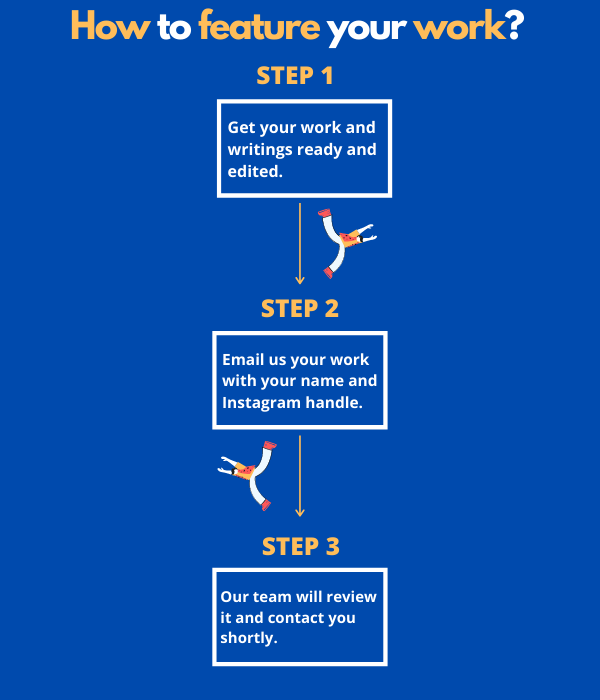 How to feature your work?
STEP 1
Get your work and
writings ready and
edited.
STEP 2
Email us your work
with your name and
Instagram handle.
STEP 3
Our team will review
it and contact you
shortly.